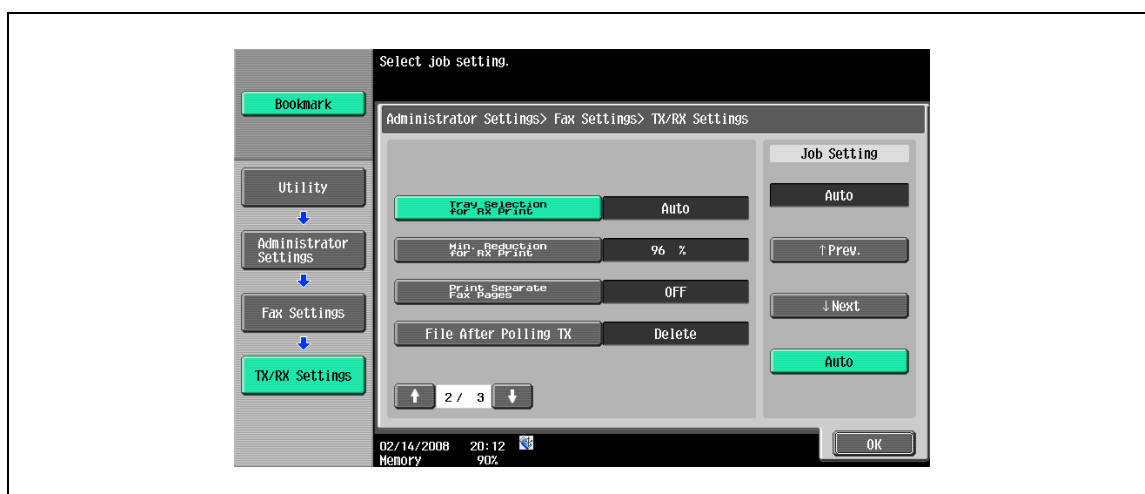 Select job setting.
Bookmark
Administrator Settings> Fax Settings> TX/RX Settings
Job Setting
Utility
Administrator
Settings
Fax Settings
TX/RX Settings
Tray Selection
for RX Print
Auto
Min. Reduction
for RX Print
96 %
Print Separate
Fax Pages
OFF
File After Polling TX
Delete
2/ 3
Auto
↑Prev.
↓Next
Auto
02/14/2008 20:12
Memory 90%
OK